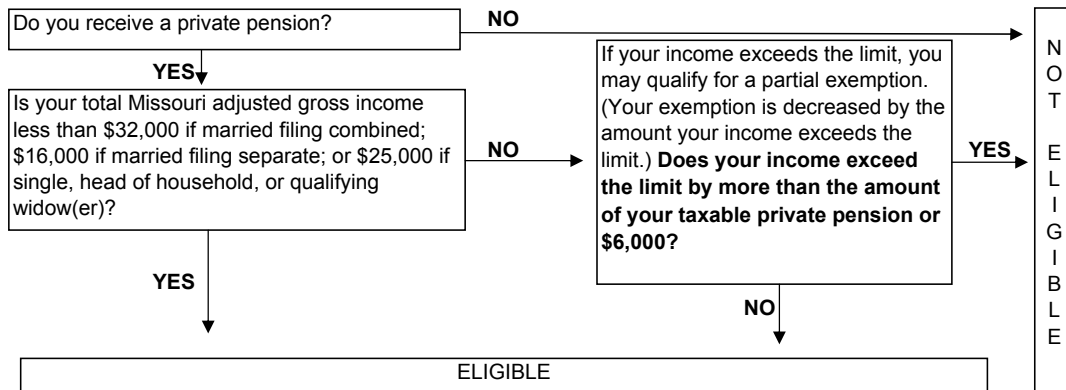 Do you receive a private pension?
NO
YES
Is your total Missouri adjusted gross income
less than $32,000 if married filing combined;
$16,000 if married filing separate; or $25,000 if
single, head of household, or qualifying
widow(er)?
NO
If your income exceeds the limit, you
may qualify for a partial exemption.
(Your exemption is decreased by the
amount your income exceeds the
limit.) Does your income exceed
the limit by more than the amount
of your taxable private pension or
$6,000?
YES
YES
NO
ELIGIBLE
N
O
T
E
L
I
G
I
B
L
E